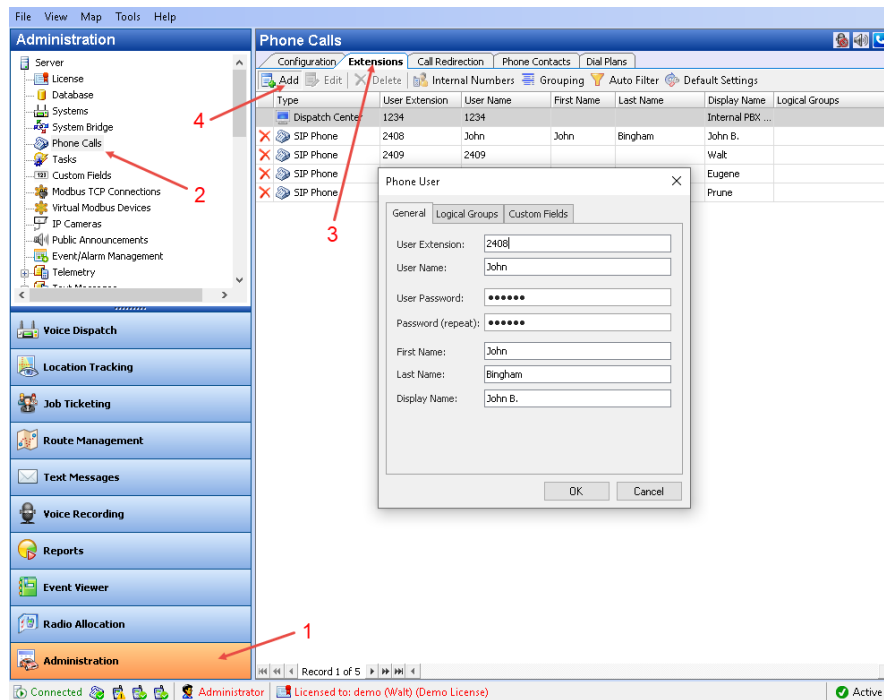 File View Map Tools Help
Administration
Server
License
Database
Systems
System Bridge
Phone Calls
Tasks
Custom Fields
Modbus TCP Connections
Virtual Modbus Devices
IP Cameras
Public Announcements
Event/Alarm Management
Telemetry
Voice Dispatch
Location Tracking
Job Ticketing
Route Management
Text Messages
Voice Recording
Reports
Event Viewer
Radio Allocation
Administration
1
2
3
4
Phone Calls
Configuration Extensions Call Redirection Phone Contacts Dial Plans
Add Edit Delete Internal Numbers Grouping Auto Filter Default Settings
Type User Extension User Name First Name Last Name Display Name Logical Groups
Dispatch Center 1234 1234 Internal PBX ...
SIP Phone 2408 John John Bingham John B.
SIP Phone 2409 2409 Walt
SIP Phone Eugene
SIP Phone Prune
Phone User
General Logical Groups Custom Fields
User Extension: 2408
User Name: John
User Password: ●●●●●●
Password (repeat): ●●●●●●
First Name: John
Last Name: Bingham
Display Name: John B.
OK Cancel
Record 1 of 5
Connected Administrator Licensed to: demo (Walt) (Demo License) Active